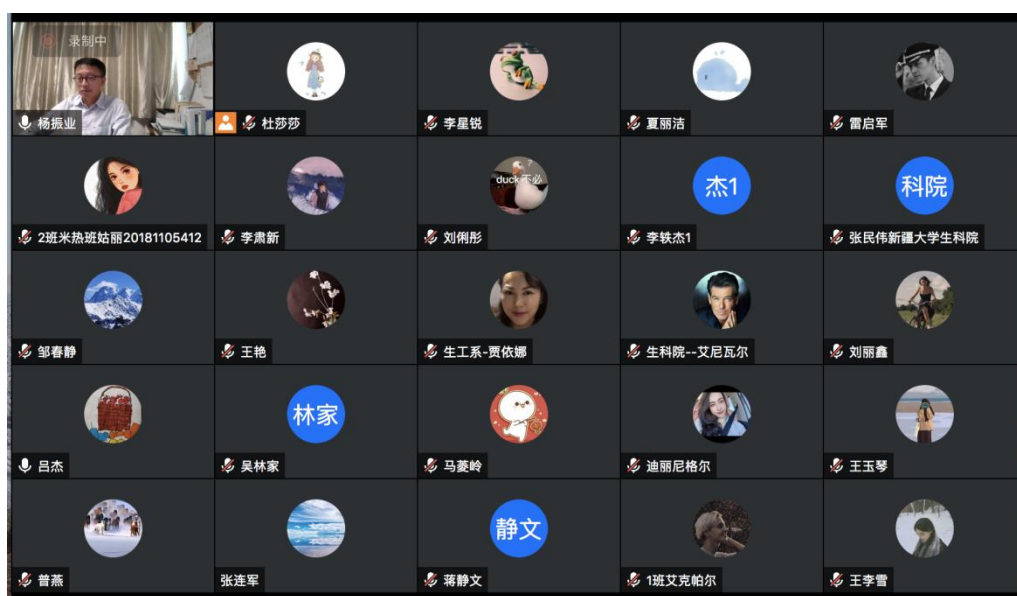 录制中
杨振业
杜莎莎
李星锐
夏丽洁
雷启军
2班米热班姑丽20181105412
李肃新
?
duck不必
刘俐彤
杰1
李轶杰1
科院
张民伟新疆大学生科院
邹春静
王艳
生工系-贾依娜
生科院--艾尼瓦尔
刘丽鑫
吕杰
林家
吴林家
马菱岭
迪丽尼格尔
王玉琴
普燕
张连军
静文
蒋静文
1班艾克帕尔
王李雪